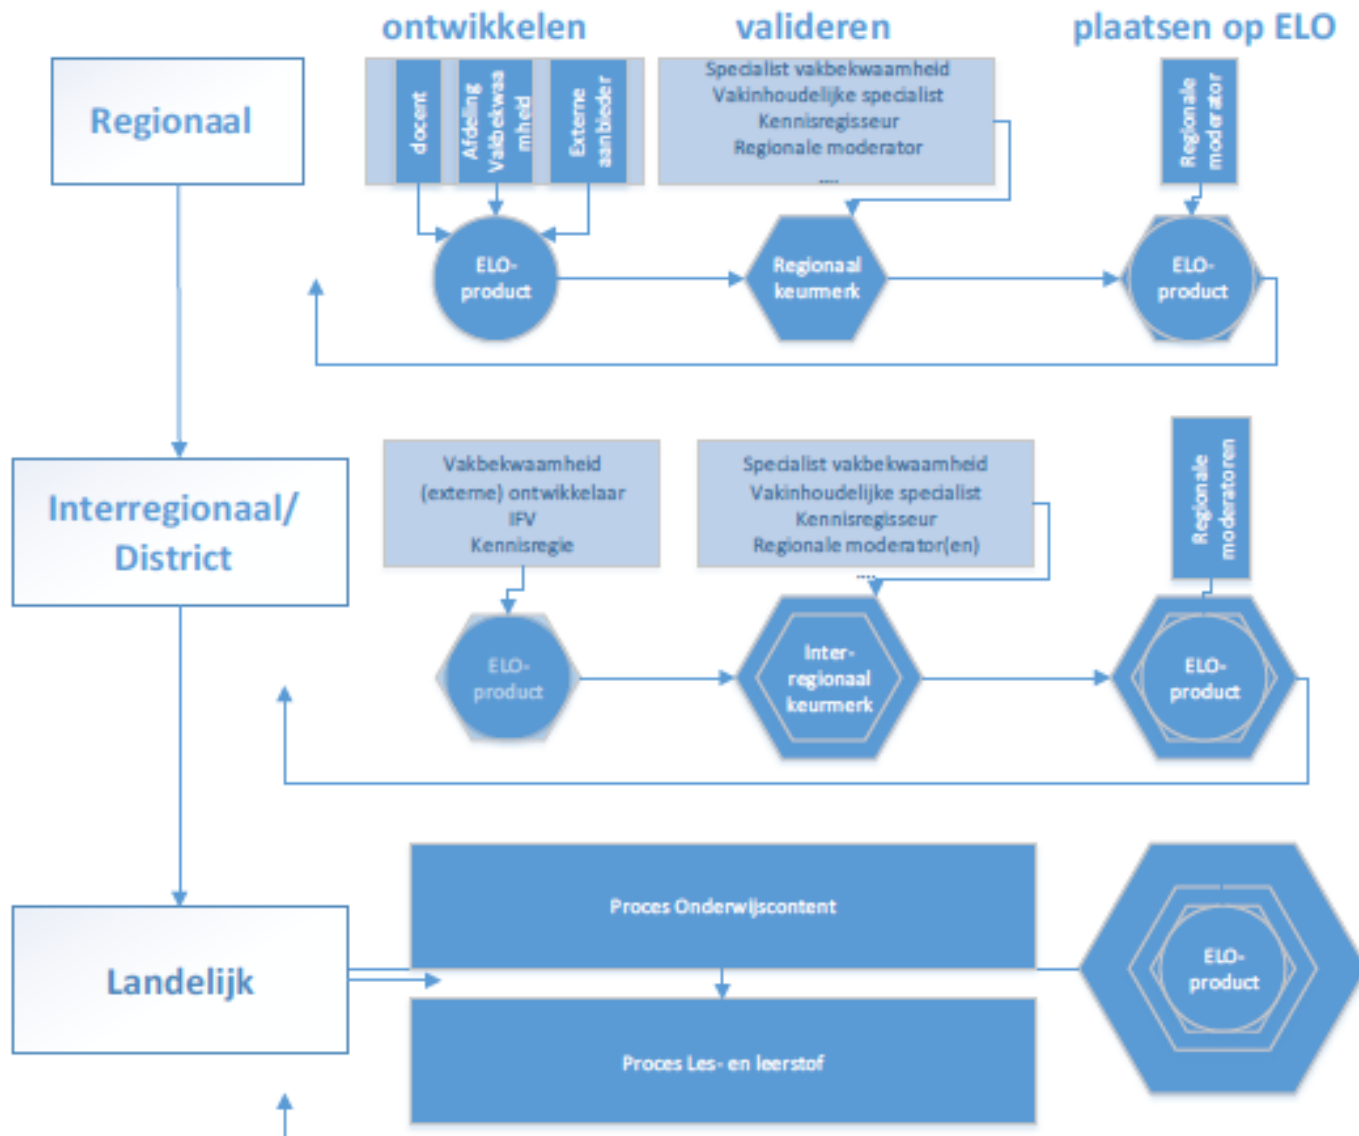 ontwikkelen
valideren
plaatsen op ELO
Regionaal
docent
Afdeling
Vakbekwaa
mheid
Externe
aanbieder
Specialist vakbekwaamheid
Vakinhoudelijke specialist
Kennisregisseur
Regionale moderator
....
Regionale
moderator
ELO-
product
Regionaal
keurmerk
ELO-
product
Interregionaal/
District
Vakbekwaamheid
(externe) ontwikkelaar
IFV
Kennisregie
Specialist vakbekwaamheid
Vakinhoudelijke specialist
Kennisregisseur
Regionale moderator(en)
....
Regionale
moderatoren
ELO-
product
Inter-
regionaal
keurmerk
ELO-
product
Landelijk
Proces Onderwijscontent
ELO-
product
Proces Les- en leerstof